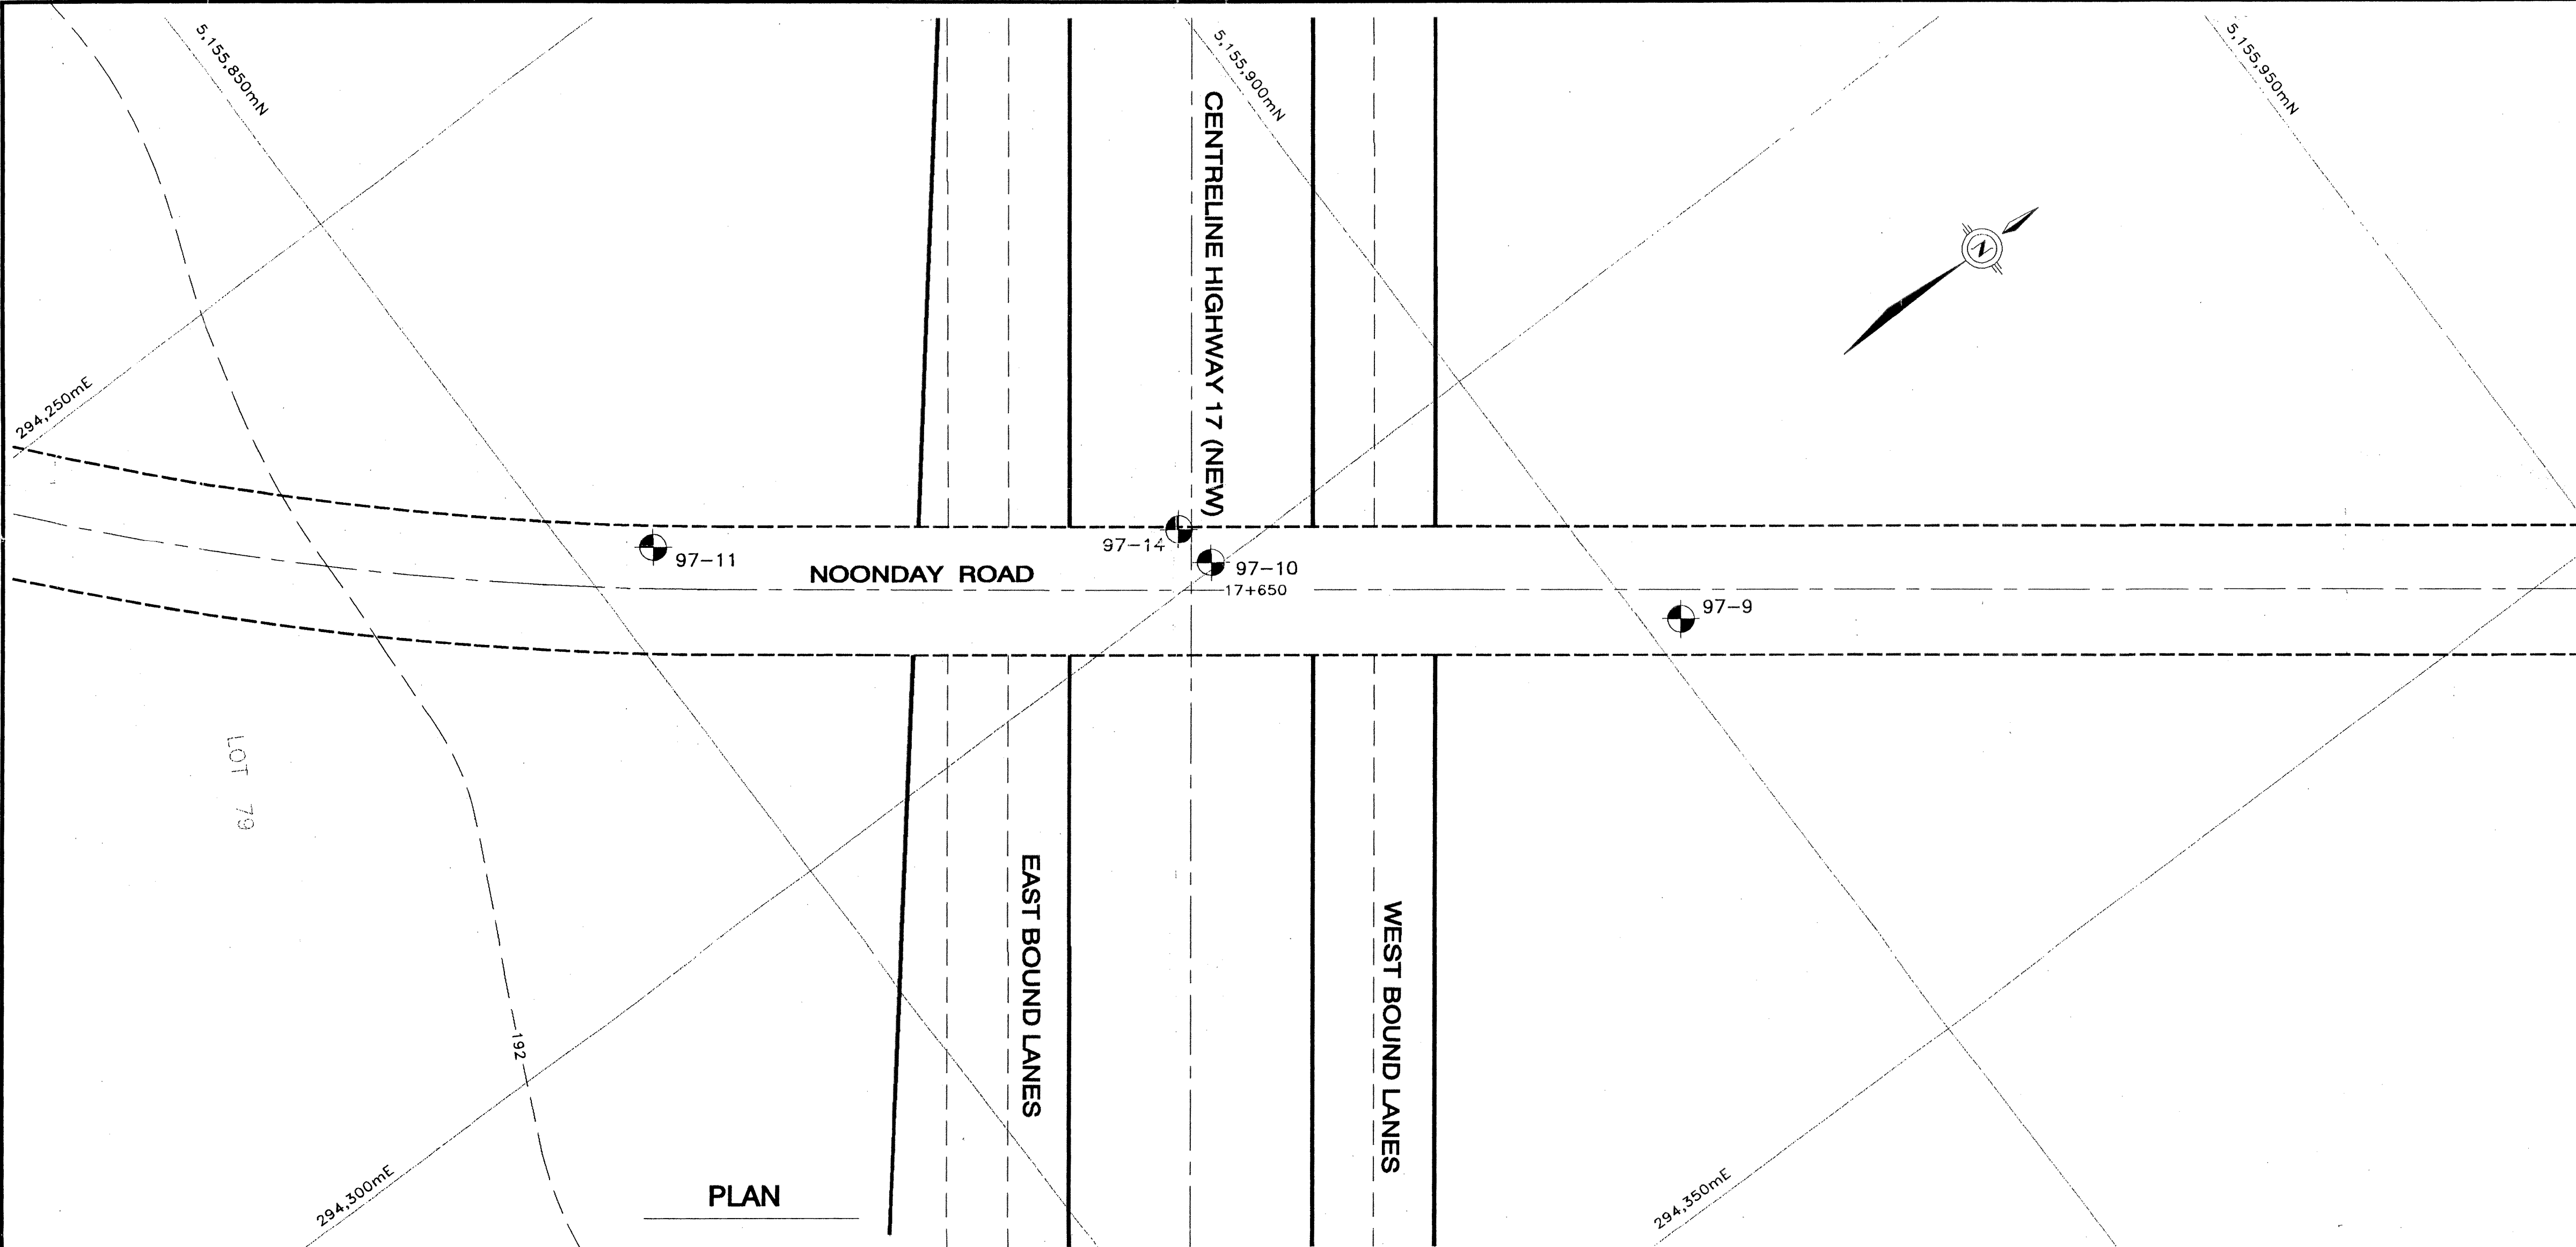 5,155,850mN
5,155,900mN
5,155,950mN
CENTRELINE HIGHWAY 17 (NEW)
N
294,250mE
97-14
97-11
97-10
NOONDAY ROAD
17+650
97-9
LOT 79
EAST BOUND LANES
WEST BOUND LANES
192
PLAN
294,300mE
294,350mE